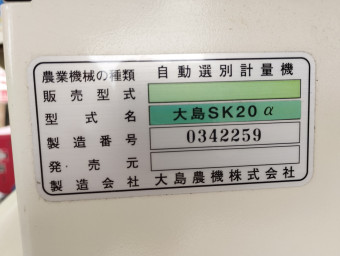 農業機械の種類 自動選別計量機
販売型式
型式名 大島SK20α
製造番号 0342259
発売元
製造会社 大島農機株式会社